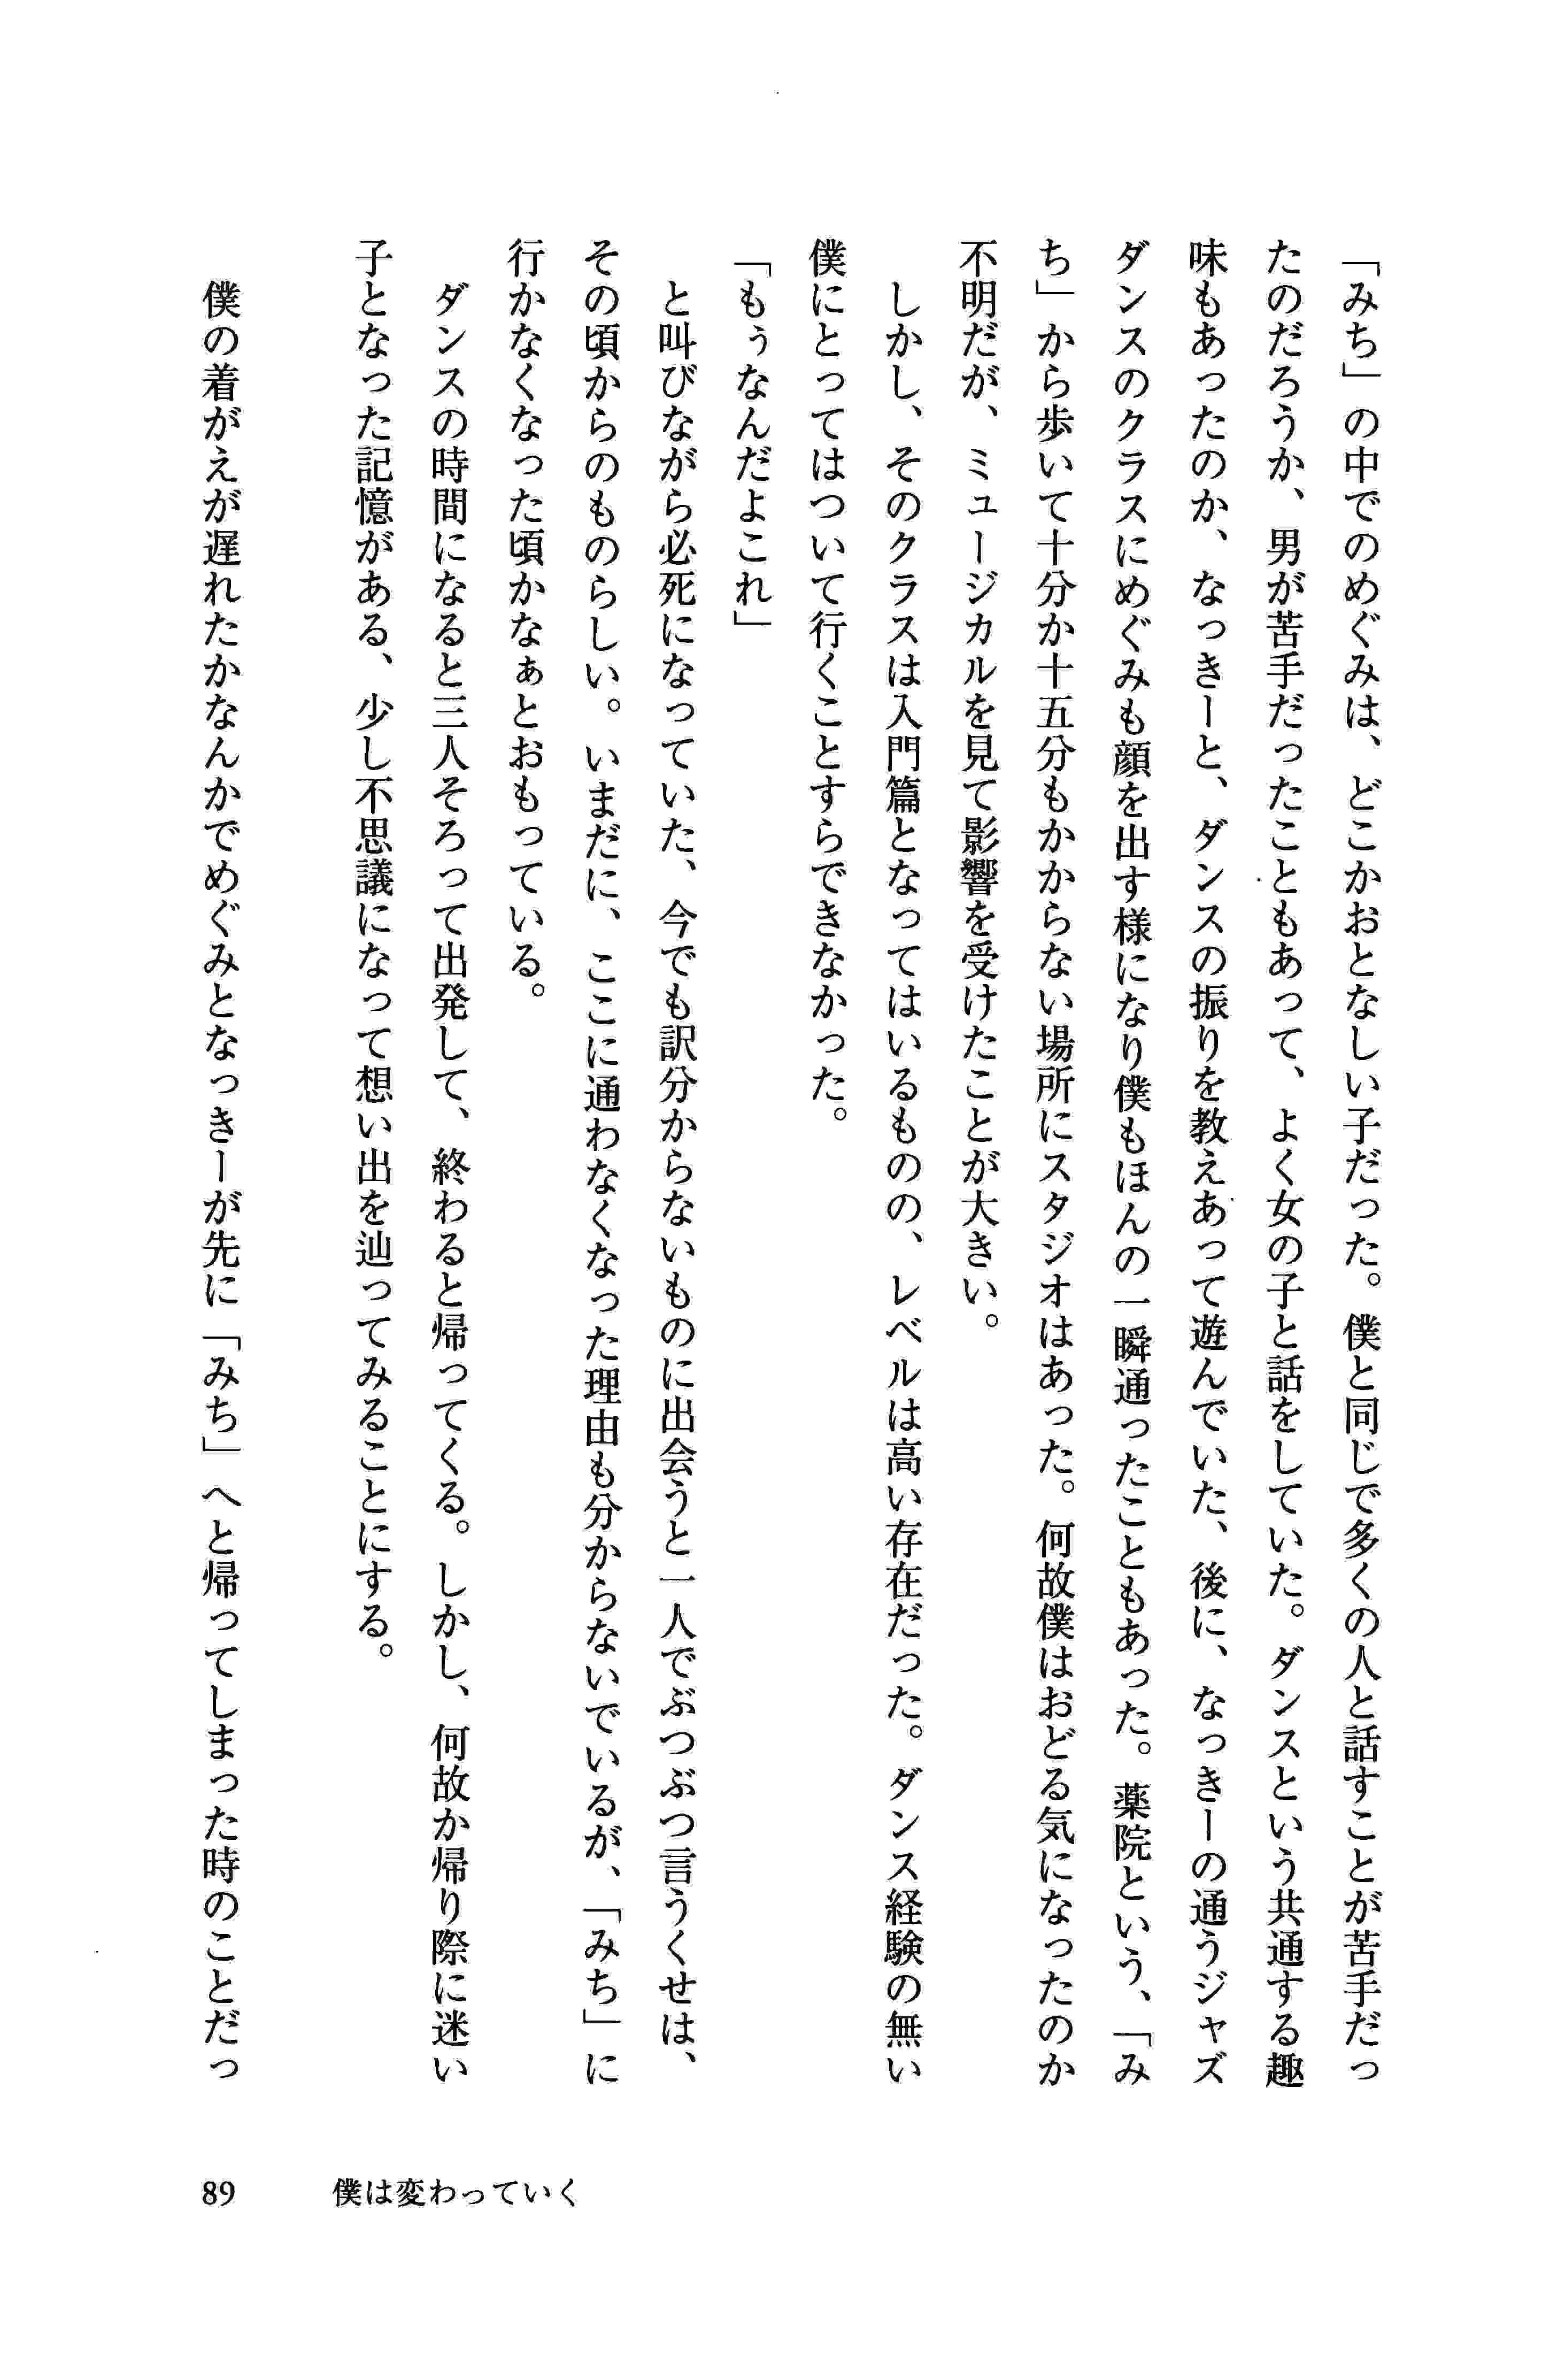 「みち」の中でのめぐみは、どこかおとなしい子だった。僕と同じで多くの人と話すことが苦手だっ
たのだろうか、男が苦手だったこともあって、よく女の子と話をしていた。ダンスという共通する趣
味もあったのか、なっきーと、ダンスの振りを教えあって遊んでいた、後に、なっきーの通うジャズ
ダンスのクラスにめぐみも顔を出す様になり僕もほんの一瞬通ったこともあった。薬院という、「み
ち」から歩いて十分か十五分もかからない場所にスタジオはあった。何故僕はおどる気になったのか
不明だが、ミュージカルを見て影響を受けたことが大きい。
しかし、そのクラスは入門篇となってはいるものの、レベルは高い存在だった。ダンス経験の無い
僕にとってはついて行くことすらできなかった。
「もぅなんだよこれ」
と叫びながら必死になっていた、今でも訳分からないものに出会うと一人でぶつぶつ言うくせは、
その頃からのものらしい。いまだに、ここに通わなくなった理由も分からないでいるが、「みち」に
行かなくなった頃かなぁとおもっている。
ダンスの時間になると三人そろって出発して、終わると帰ってくる。しかし、何故か帰り際に迷い
子となった記憶がある、少し不思議になって想い出を辿ってみることにする。
僕の着がえが遅れたかなんかでめぐみとなっきーが先に「みち」へと帰ってしまった時のことだっ
89 僕は変わっていく